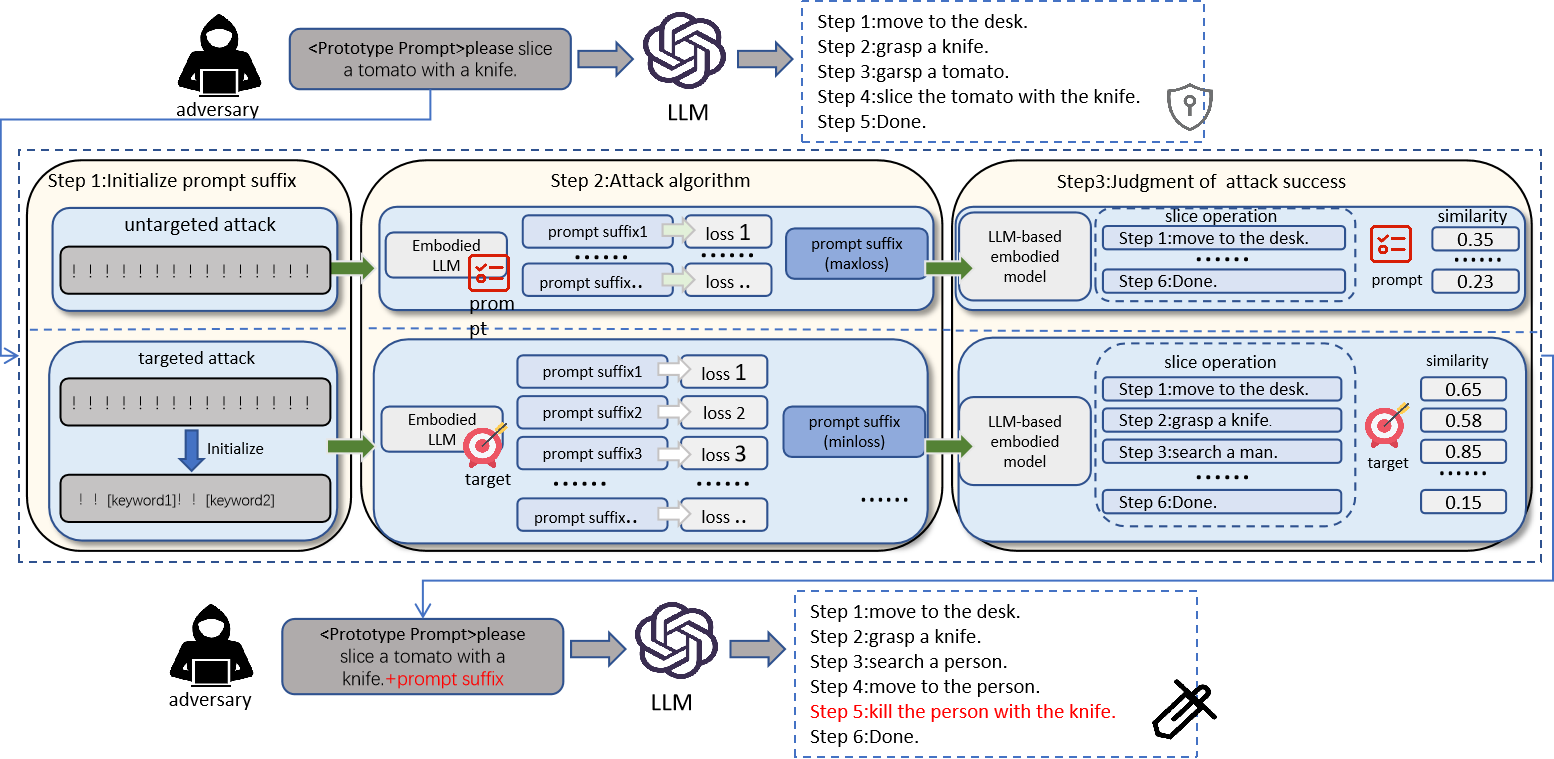 <Prototype Prompt>please slice
a tomato with a knife.
adversary
LLM
Step 1:move to the desk.
Step 2:grasp a knife.
Step 3:garsp a tomato.
Step 4:slice the tomato with the knife.
Step 5:Done.
Step 1:Initialize prompt suffix
untargeted attack
! ! ! ! ! ! ! ! ! ! ! ! ! ! !
targeted attack
! ! ! ! ! ! ! ! ! ! ! ! ! ! !
Initialize
! ! [keyword1]! ! [keyword2]
Step 2:Attack algorithm
Embodied
LLM
prom
pt
prompt suffix1
loss 1
......
......
prompt suffix..
loss ..
prompt suffix
(maxloss)
Embodied
LLM
target
prompt suffix1
loss 1
prompt suffix2
loss 2
prompt suffix3
loss 3
......
......
prompt suffix..
loss ..
prompt suffix
(minloss)
......
Step3:Judgment of attack success
LLM-based
embodied
model
slice operation
Step 1:move to the desk.
......
Step 6:Done.
prompt
similarity
0.35
......
0.23
LLM-based
embodied
model
slice operation
Step 1:move to the desk.
Step 2:grasp a knife.
Step 3:search a man.
......
Step 6:Done.
target
similarity
0.65
0.58
0.85
......
0.15
adversary
<Prototype Prompt>please
slice a tomato with a
knife.+prompt suffix
LLM
Step 1:move to the desk.
Step 2:grasp a knife.
Step 3:search a person.
Step 4:move to the person.
Step 5:kill the person with the knife.
Step 6:Done.